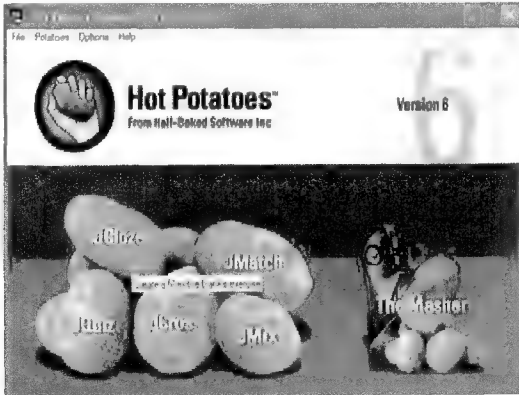 File Potatoes Options Help
Hot Potatoes™
From Half-Baked Software Inc
Version 6
6
JCloze
JMatch
JQuiz
JCross
JMix
The Masher